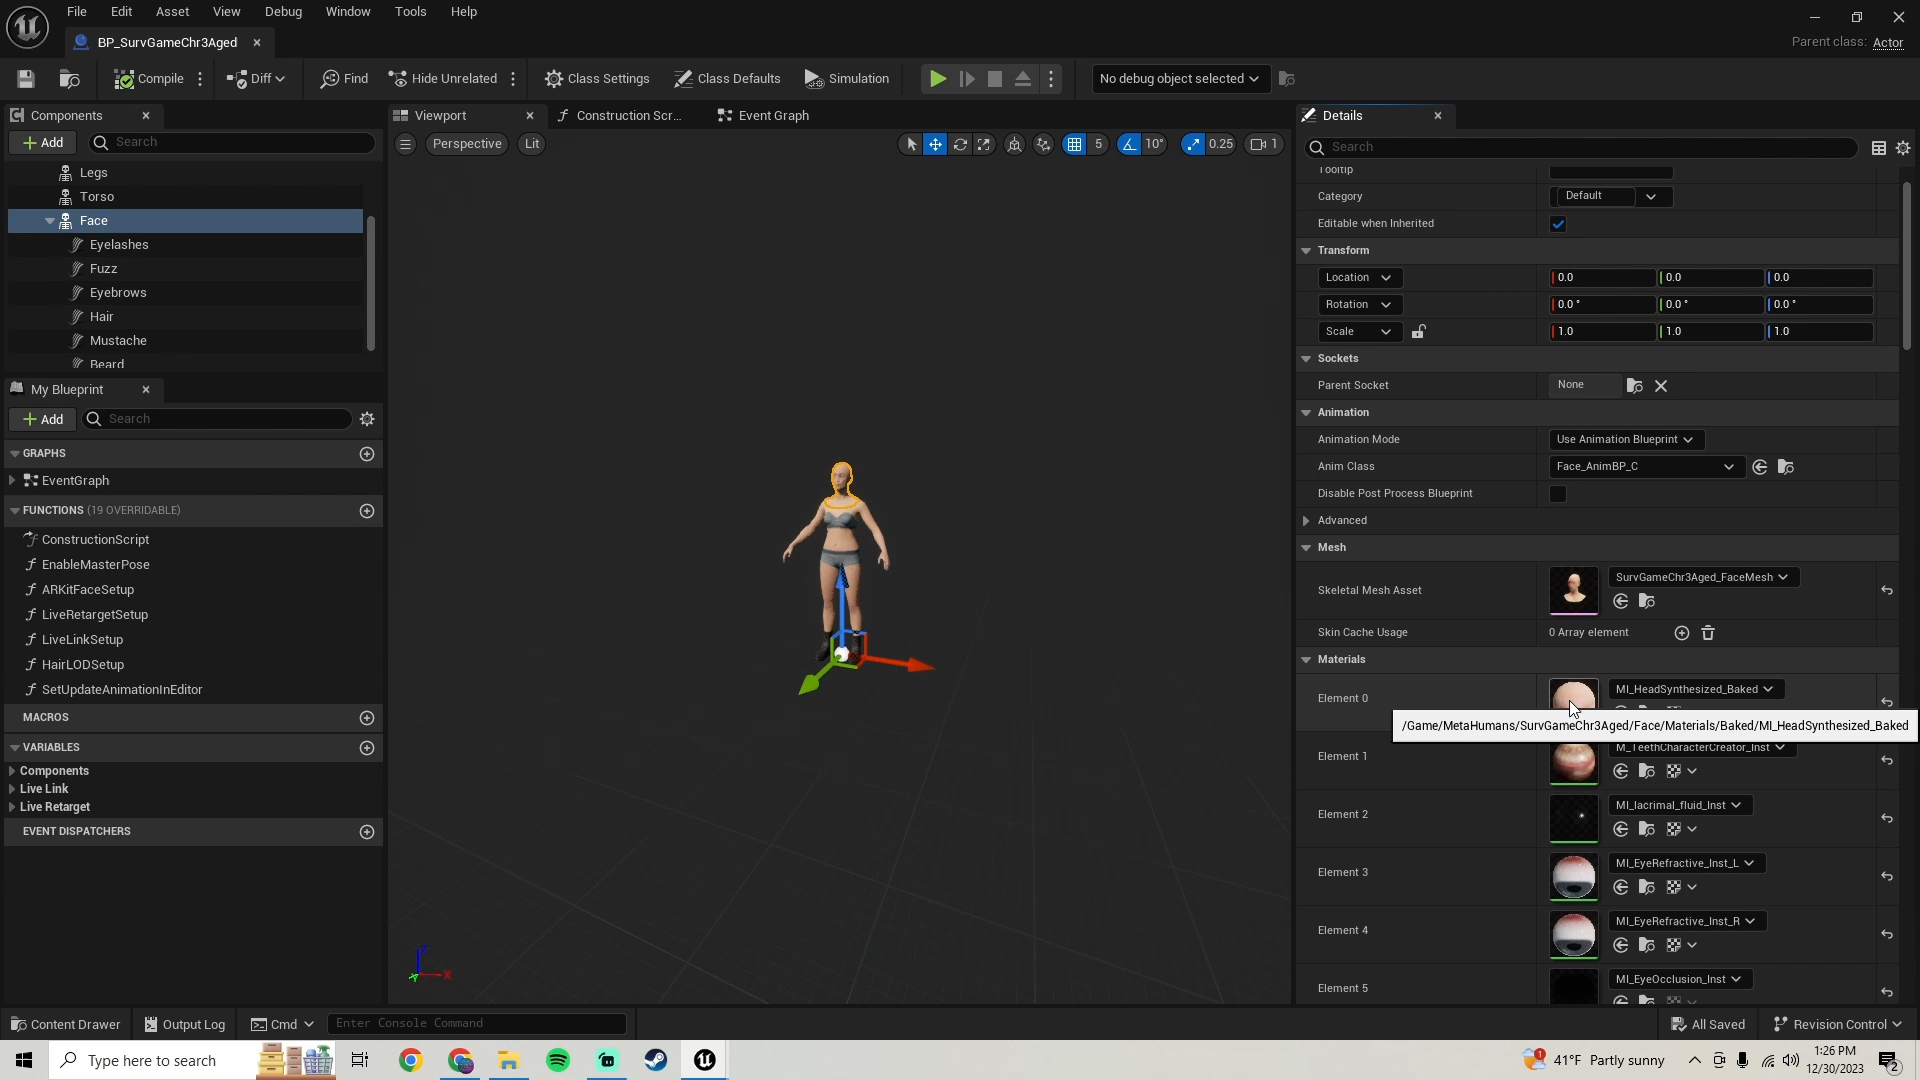 File Edit Asset View Debug Window Tools Help
BP_SurvGameChr3Aged
Parent class: Actor
Compile Diff Find Hide Unrelated Class Settings Class Defaults Simulation No debug object selected
Components
Add Search
Legs
Torso
Face
Eyelashes
Fuzz
Eyebrows
Hair
Mustache
Beard
My Blueprint
Add Search
GRAPHS
EventGraph
FUNCTIONS (19 OVERRIDABLE)
ConstructionScript
EnableMasterPose
ARKitFaceSetup
LiveRetargetSetup
LiveLinkSetup
HairLODSetup
SetUpdateAnimationInEditor
MACROS
VARIABLES
Components
Live Link
Live Retarget
EVENT DISPATCHERS
Viewport Construction Scr... Event Graph
Perspective Lit 5 10° 0.25 1
Z
X
Y
Details
Search
Tooltip
Category Default
Editable when Inherited
Transform
Location 0.0 0.0 0.0
Rotation 0.0 ° 0.0 ° 0.0 °
Scale 1.0 1.0 1.0
Sockets
Parent Socket None
Animation
Animation Mode Use Animation Blueprint
Anim Class Face_AnimBP_C
Disable Post Process Blueprint
Advanced
Mesh
Skeletal Mesh Asset SurvGameChr3Aged_FaceMesh
Skin Cache Usage 0 Array element
Materials
Element 0 MI_HeadSynthesized_Baked
/Game/MetaHumans/SurvGameChr3Aged/Face/Materials/Baked/MI_HeadSynthesized_Baked
Element 1 M_TeethCharacterCreator_Inst
Element 2 MI_lacrimal_fluid_Inst
Element 3 MI_EyeRefractive_Inst_L
Element 4 MI_EyeRefractive_Inst_R
Element 5 MI_EyeOcclusion_Inst
Content Drawer Output Log Cmd Enter Console Command All Saved Revision Control
Type here to search 41°F Partly sunny 1:26 PM
12/30/2023 2